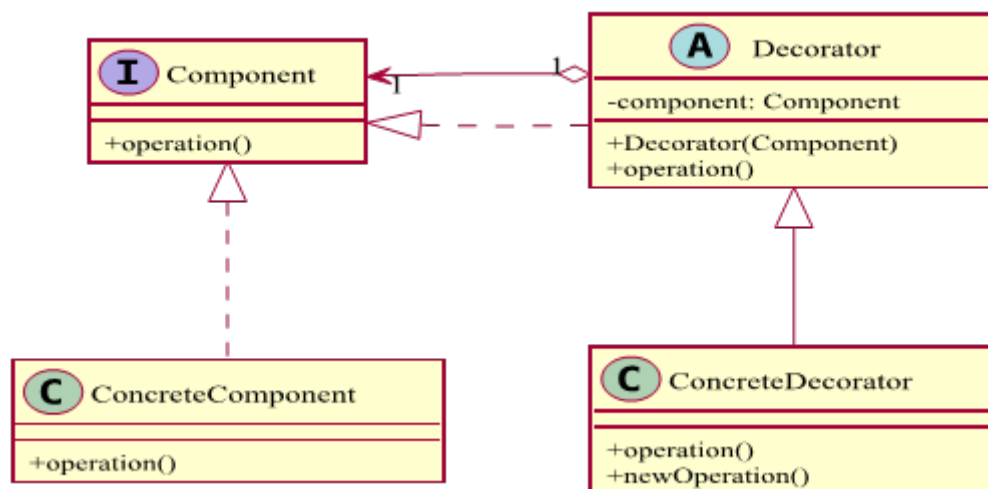 I Component
+operation()
1
1
A Decorator
-component: Component
+Decorator(Component)
+operation()
C ConcreteComponent
+operation()
C ConcreteDecorator
+operation()
+newOperation()